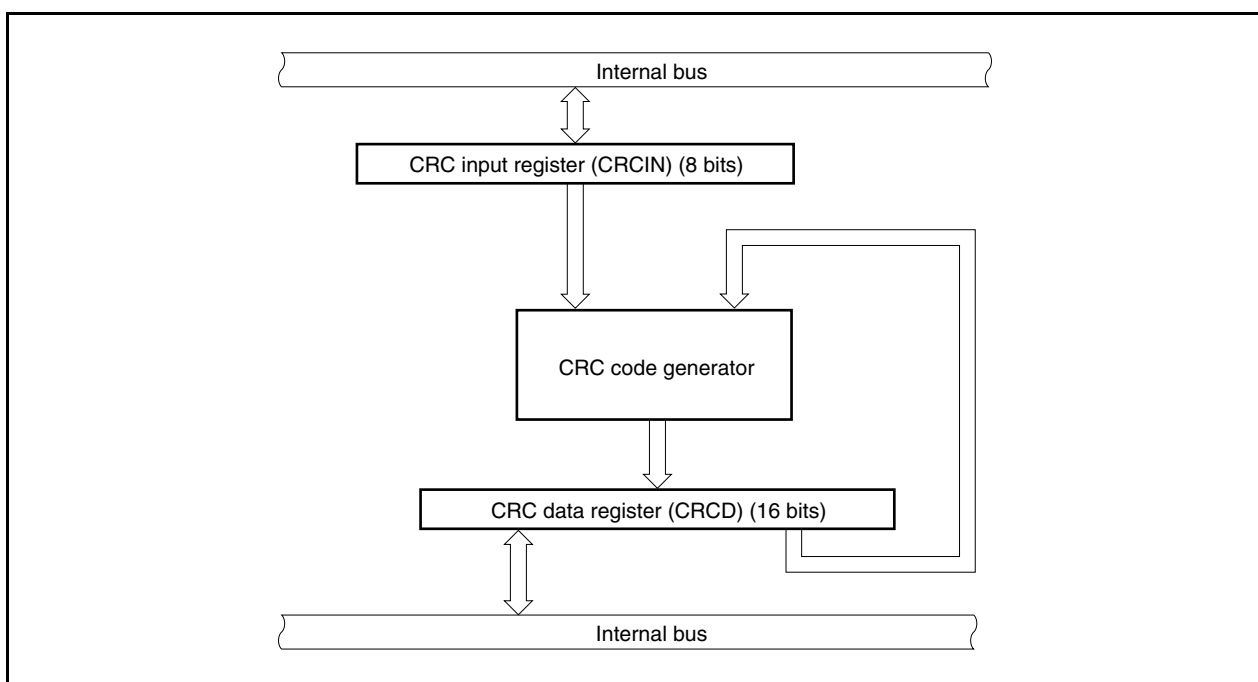 Internal bus
CRC input register (CRCIN) (8 bits)
CRC code generator
CRC data register (CRCD) (16 bits)
Internal bus